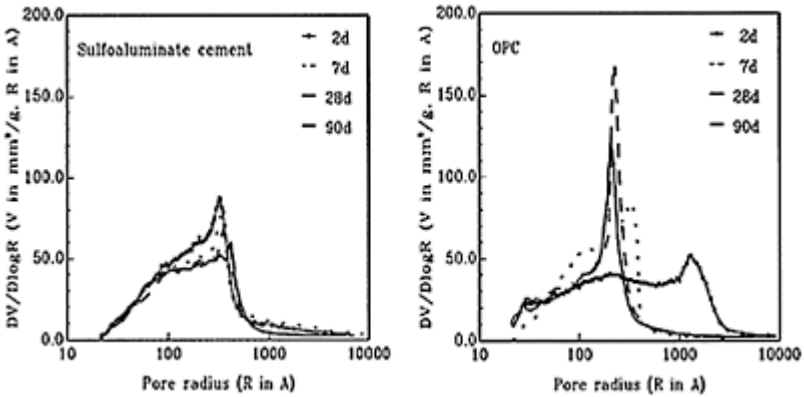 200.0
150.0
100.0
50.0
0.0
10
100
1000
10000
DV/DlogR (V in mm³/g, R in A)
Pore radius (R in A)
Sulfoaluminate cement
2d
7d
28d
90d
200.0
150.0
100.0
50.0
0.0
10
100
1000
10000
DV/DlogR (V in mm³/g, R in A)
Pore radius (R in A)
OPC
2d
7d
28d
90d